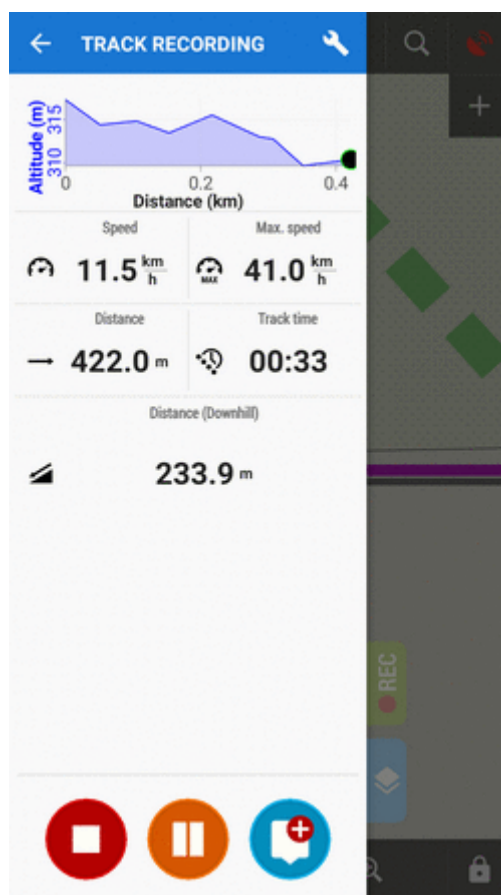 TRACK RECORDING
Altitude (m)
315
310
0
0.2
0.4
Distance (km)
Speed
Max. speed
11.5 km/h
MAX
41.0 km/h
Distance
Track time
422.0 m
00:33
Distance (Downhill)
233.9 m
REC